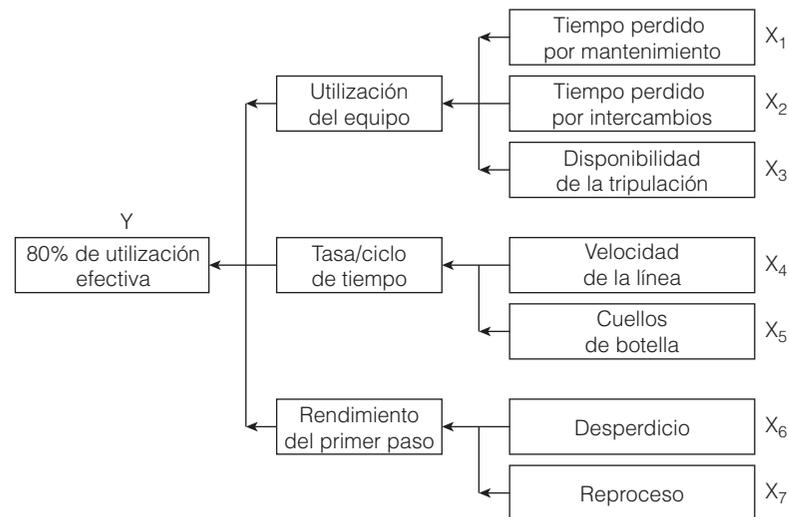 Tiempo perdido
por mantenimiento
X₁
Utilización
del equipo
Tiempo perdido
por intercambios
X₂
Disponibilidad
de la tripulación
X₃
Y
80% de utilización
efectiva
Tasa/ciclo
de tiempo
Velocidad
de la línea
X₄
Cuellos
de botella
X₅
Rendimiento
del primer paso
Desperdicio
X₆
Reproceso
X₇